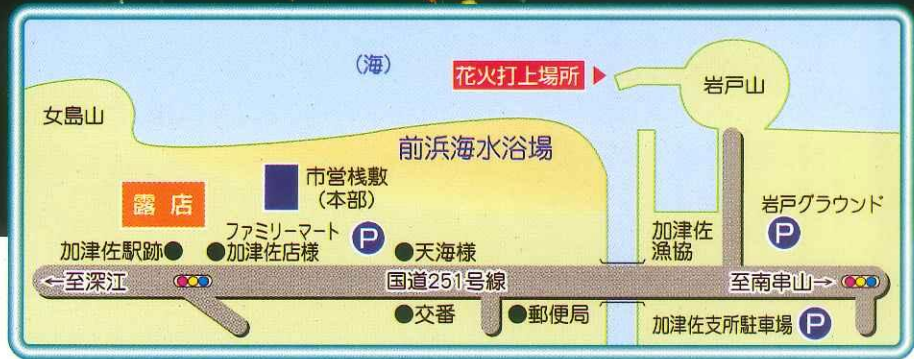 (海)
花火打上場所
岩戸山
女島山
前浜海水浴場
市営桟敷
(本部)
露店
岩戸グラウンド
P
ファミリーマート
加津佐店様
P
加津佐駅跡
天海様
加津佐
漁協
←至深江
国道251号線
至南串山→
交番
郵便局
加津佐支所駐車場
P